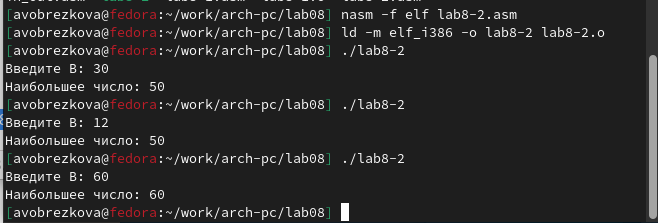 [avobrezkova@fedora:~/work/arch-pc/lab08] nasm -f elf lab8-2.asm
[avobrezkova@fedora:~/work/arch-pc/lab08] ld -m elf_i386 -o lab8-2 lab8-2.o
[avobrezkova@fedora:~/work/arch-pc/lab08] ./lab8-2
Введите B: 30
Наибольшее число: 50
[avobrezkova@fedora:~/work/arch-pc/lab08] ./lab8-2
Введите B: 12
Наибольшее число: 50
[avobrezkova@fedora:~/work/arch-pc/lab08] ./lab8-2
Введите B: 60
Наибольшее число: 60
[avobrezkova@fedora:~/work/arch-pc/lab08]